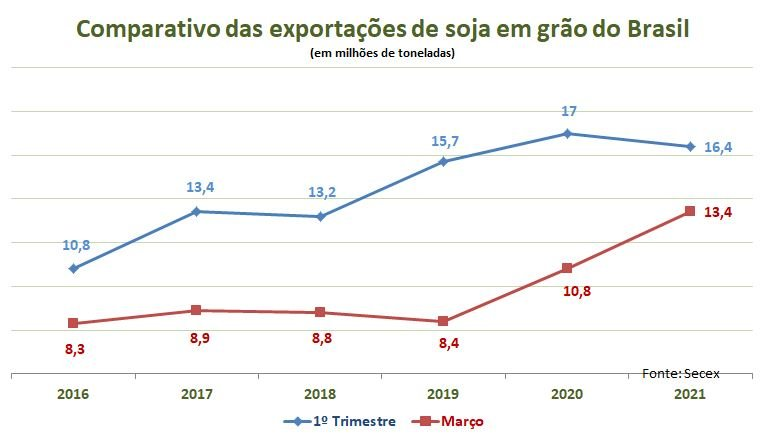 Comparativo das exportações de soja em grão do Brasil
(em milhões de toneladas)
17
15,7
16,4
13,4
13,2
13,4
10,8
10,8
8,3
8,9
8,8
8,4
Fonte: Secex
2016 2017 2018 2019 2020 2021
1º Trimestre Março